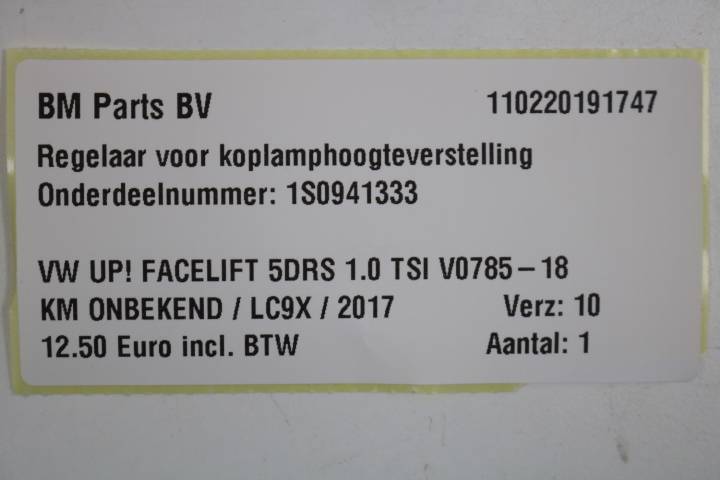 BM Parts BV 110220191747
Regelaar voor koplamphoogteverstelling
Onderdeelnummer: 1S0941333
VW UP! FACELIFT 5DRS 1.0 TSI V0785-18
KM ONBEKEND / LC9X / 2017 Verz: 10
12.50 Euro incl. BTW Aantal: 1